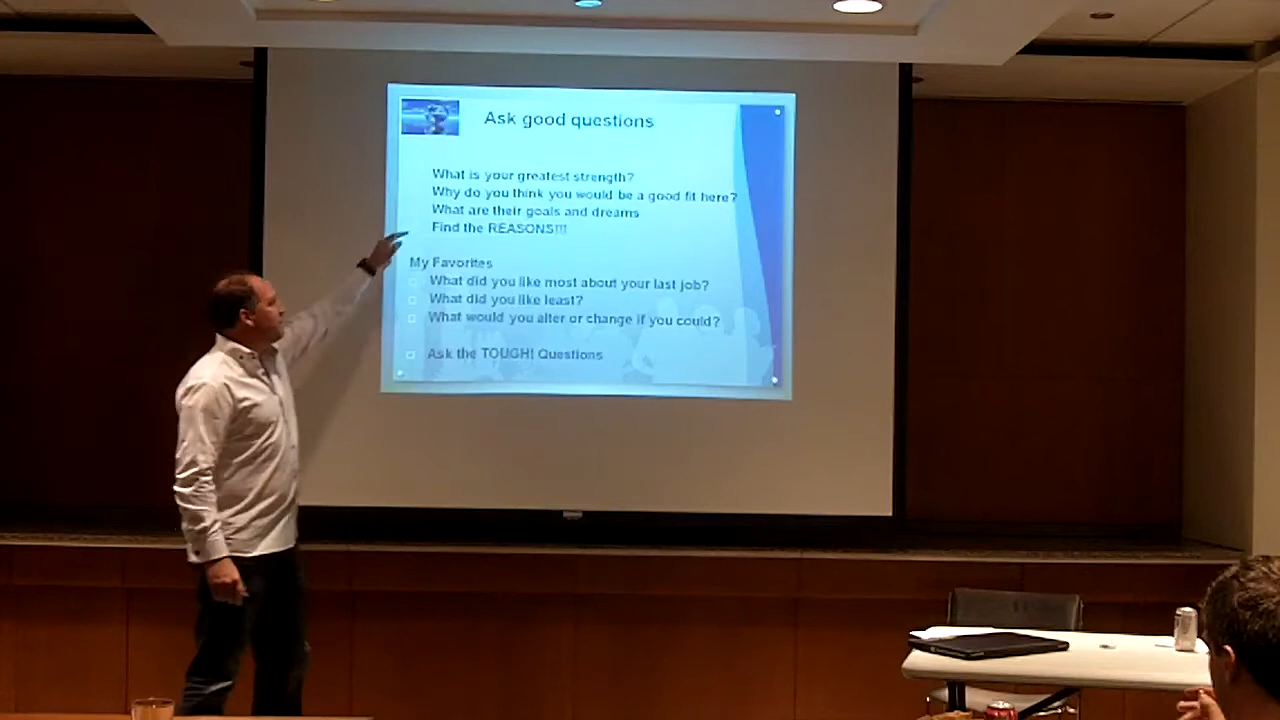 Ask good questions
What is your greatest strength?
Why do you think you would be a good fit here?
What are their goals and dreams
Find the REASONS!!!
My Favorites
What did you like most about your last job?
What did you like least?
What would you alter or change if you could?
Ask the TOUGH! Questions